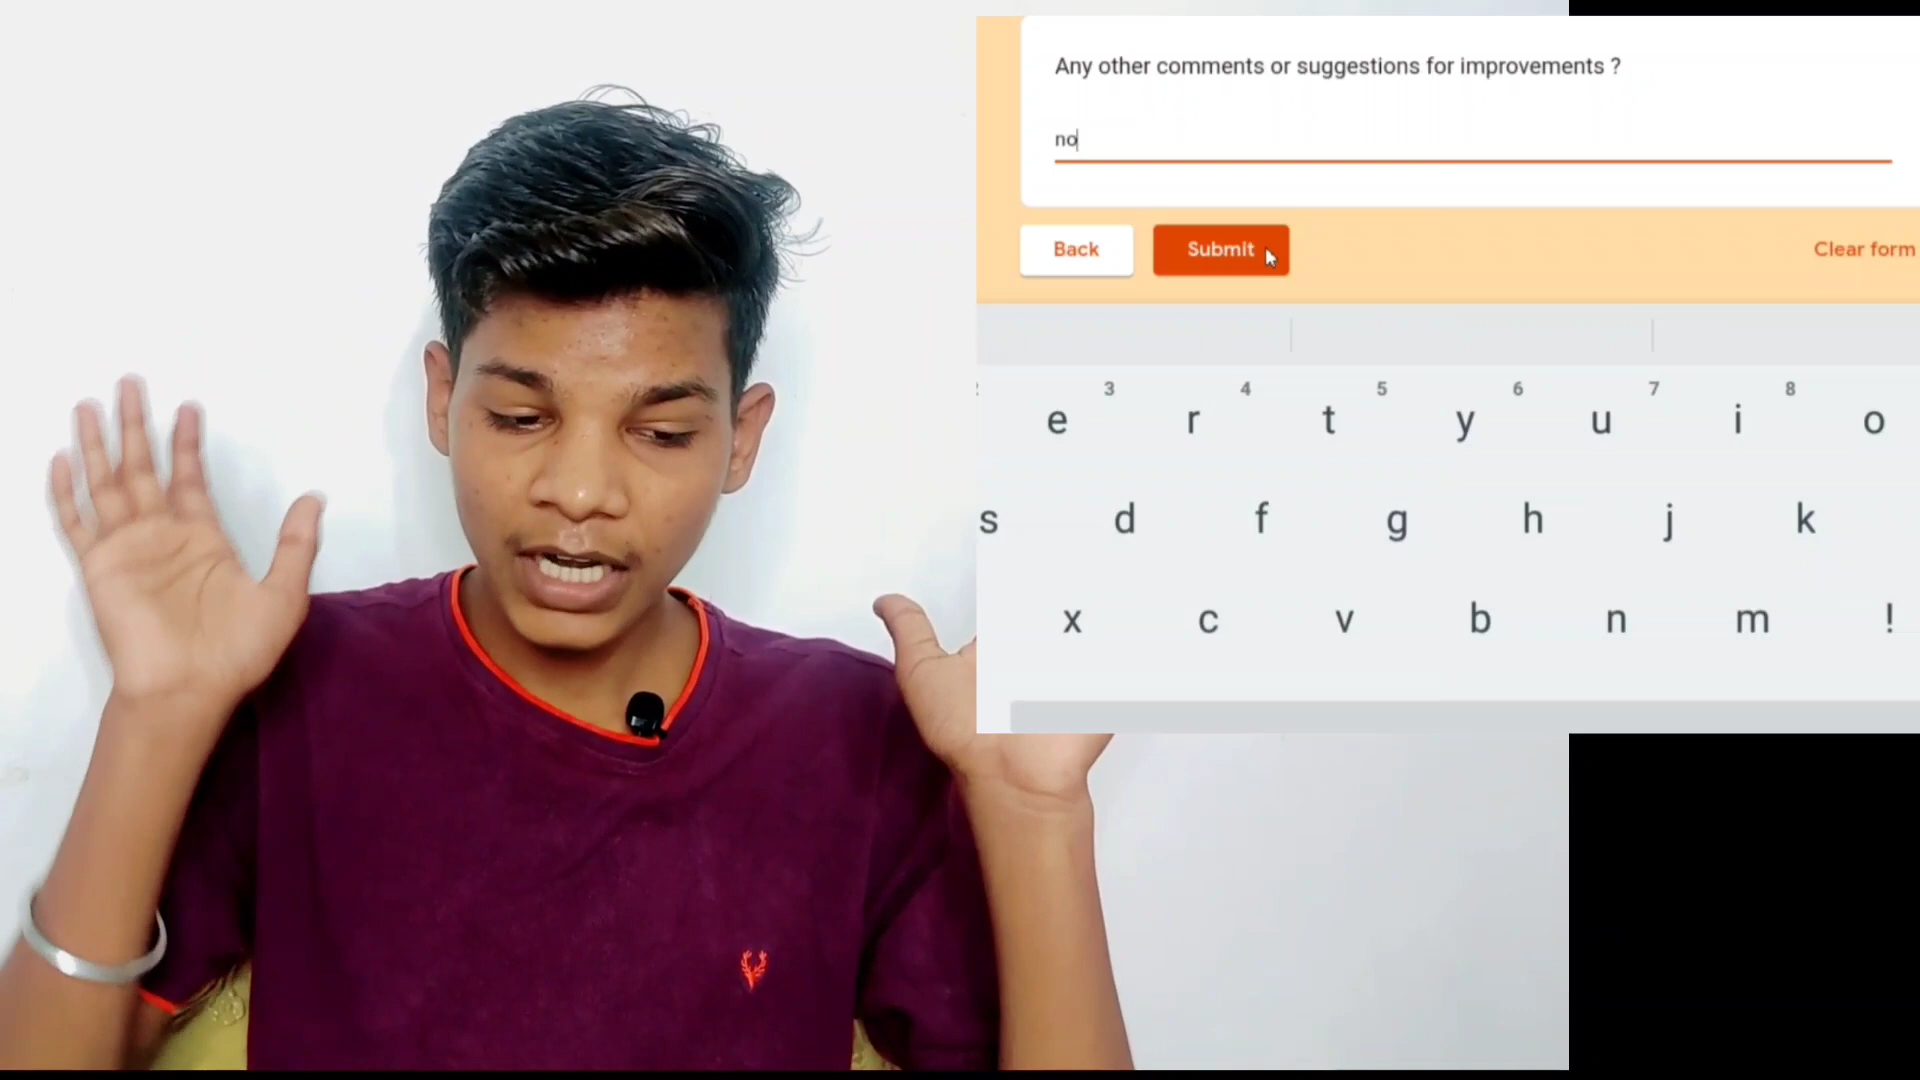 Any other comments or suggestions for improvements ?
no
Back
Submit
Clear form
3 4 5 6 7 8
e r t y u i o
s d f g h j k
x c v b n m !